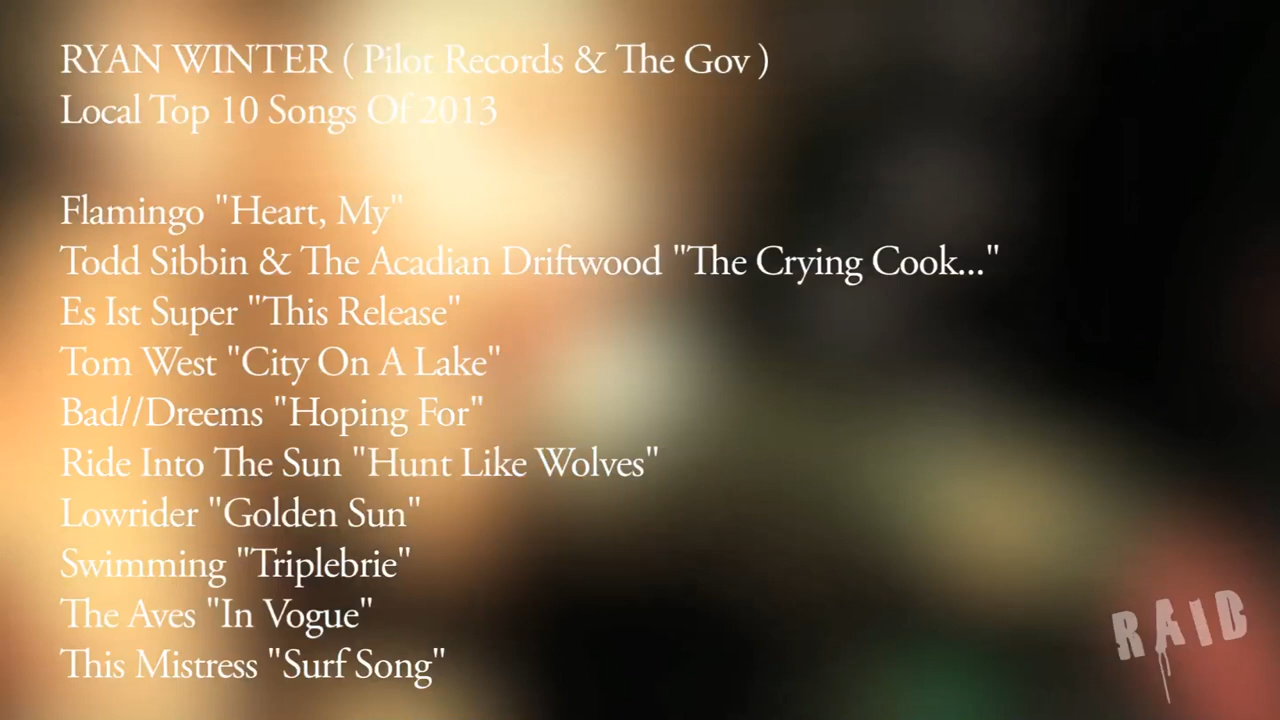 RYAN WINTER ( Pilot Records & The Gov )
Local Top 10 Songs Of 2013
Flamingo "Heart, My"
Todd Sibbin & The Acadian Driftwood "The Crying Cook..."
Es Ist Super "This Release"
Tom West "City On A Lake"
Bad//Dreems "Hoping For"
Ride Into The Sun "Hunt Like Wolves"
Lowrider "Golden Sun"
Swimming "Triplebrie"
The Aves "In Vogue"
This Mistress "Surf Song"
RAID